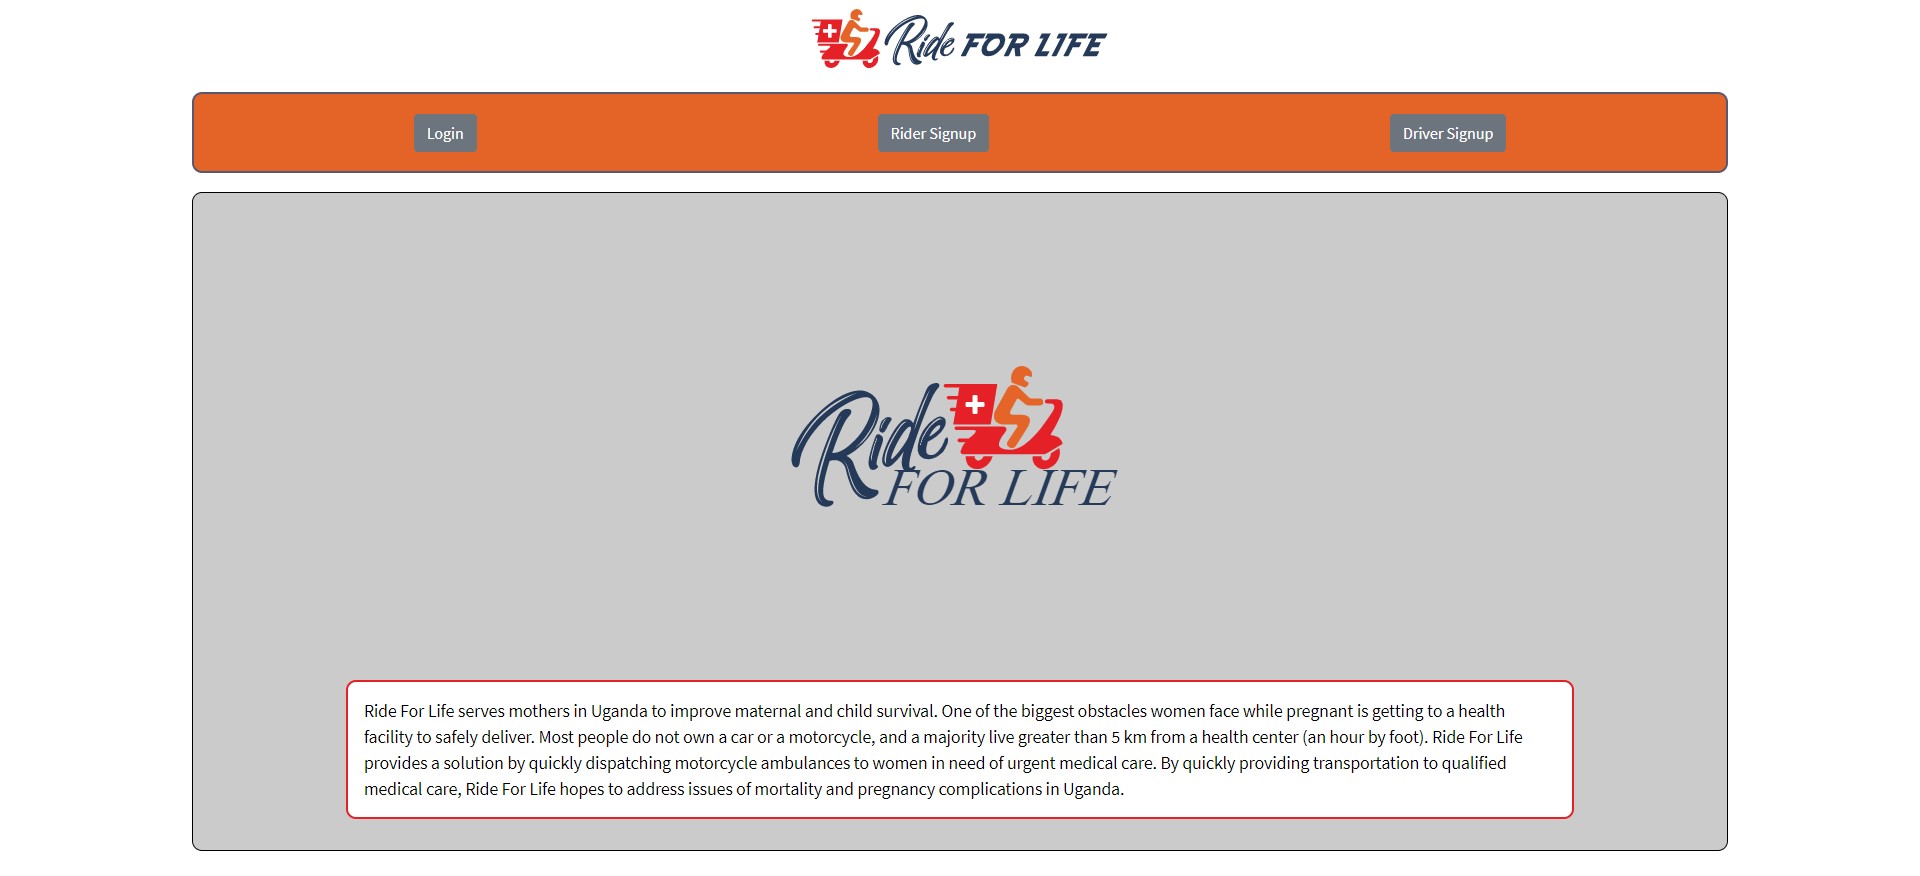 Ride FOR LIFE
Login
Rider Signup
Driver Signup
Ride
FOR LIFE
Ride For Life serves mothers in Uganda to improve maternal and child survival. One of the biggest obstacles women face while pregnant is getting to a health
facility to safely deliver. Most people do not own a car or a motorcycle, and a majority live greater than 5 km from a health center (an hour by foot). Ride For Life
provides a solution by quickly dispatching motorcycle ambulances to women in need of urgent medical care. By quickly providing transportation to qualified
medical care, Ride For Life hopes to address issues of mortality and pregnancy complications in Uganda.